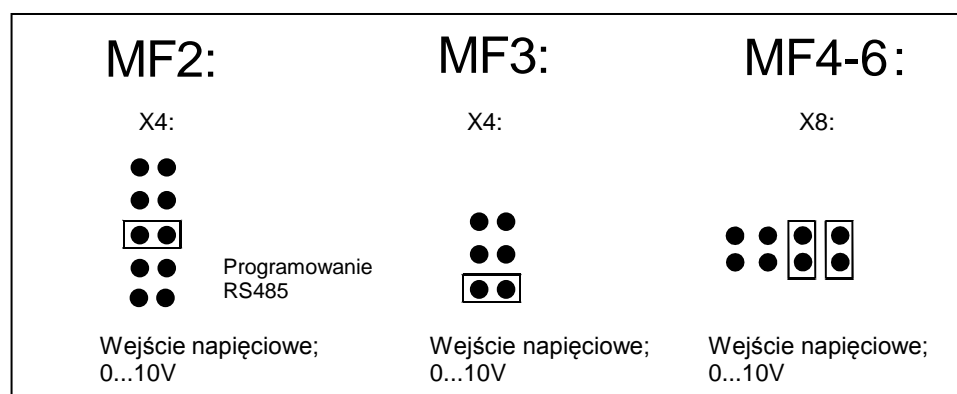 MF2:
MF3:
MF4-6:
X4:
X4:
X8:
Programowanie
RS485
Wejście napięciowe;
0...10V
Wejście napięciowe;
0...10V
Wejście napięciowe;
0...10V